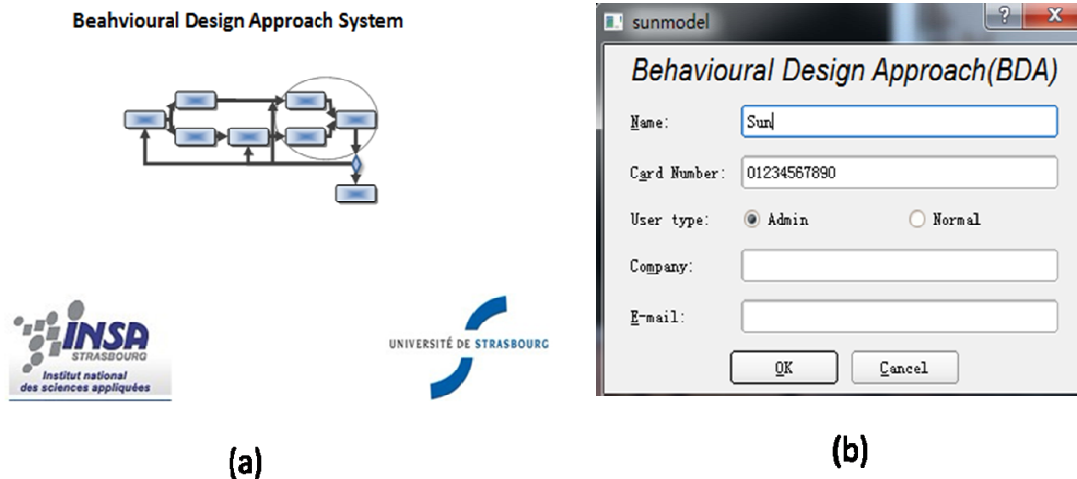 Beahvioural Design Approach System
INSA
STRASBOURG
Institut national
des sciences appliquées
UNIVERSITÉ DE STRASBOURG
(a)
sunmodel
Behavioural Design Approach(BDA)
Name: Sun
Card Number: 01234567890
User type: Admin Normal
Company:
E-mail:
OK Cancel
(b)